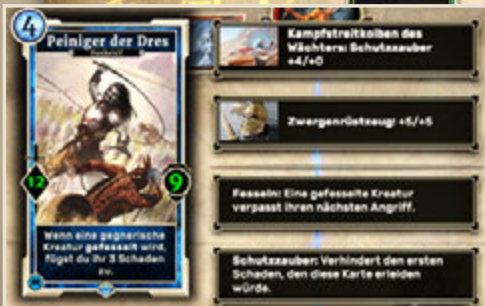 4
Peiniger der Dres
12
9
Wenn eine gegnerische
Kreatur gefesselt wird,
fügst du ihr 3 Schaden
zu.
Kampfstreitkolben des
Wächters: Schutzzauber
+4/+0
Zwergenrüstzeug: +5/+5
Fesseln: Eine gefesselte Kreatur
verpasst ihren nächsten Angriff.
Schutzzauber: Verhindert den ersten
Schaden, den diese Karte erleiden
würde.